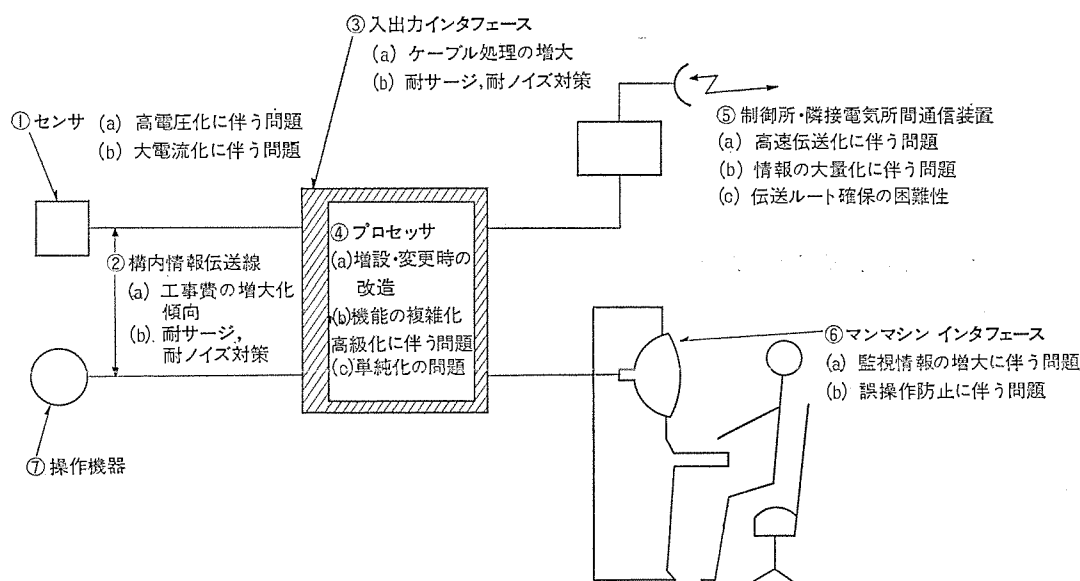 ③入出力インタフェース
(a) ケーブル処理の増大
(b) 耐サージ,耐ノイズ対策
①センサ (a) 高電圧化に伴う問題
(b) 大電流化に伴う問題
⑤ 制御所・隣接電気所間通信装置
(a) 高速伝送化に伴う問題
(b) 情報の大量化に伴う問題
(c) 伝送ルート確保の困難性
②構内情報伝送線
(a) 工事費の増大化
傾向
(b). 耐サージ,
耐ノイズ対策
④ プロセッサ
(a)増設・変更時の
改造
(b)機能の複雑化
高級化に伴う問題
(c)単純化の問題
⑥マンマシン インタフェース
(a) 監視情報の増大に伴う問題
(b) 誤操作防止に伴う問題
⑦操作機器